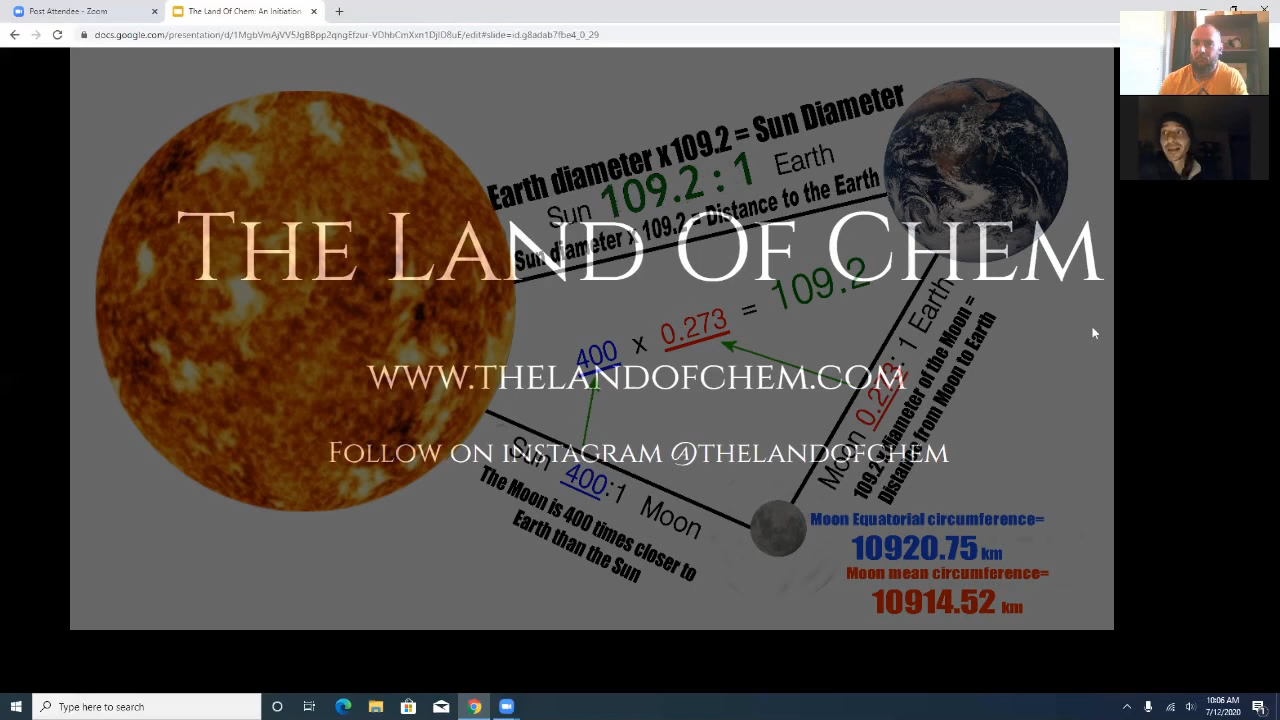 Post Attendee - Zoom
The Land Of Chem: An Initiation
docs.google.com/presentation/d/1MgbVmAjVV5JgBBpp2qngEfzur-VDhbCmXxn1DjlD8uE/edit#slide=id.g8adab7fbe4_0_29
Earth diameter x 109.2 = Sun Diameter
Sun 109.2 : 1 Earth
Sun diameter x 109.2 = Distance to the Earth
The Land Of Chem
400 x 0.273 = 109.2
www.thelandofchem.com
Follow on instagram @thelandofchem
Moon 0.273: 1 Earth
109.2 Diameter of the Moon =
Distance from Moon to Earth
Sun 400:1 Moon
The Moon is 400 times closer to
Earth than the Sun
Moon Equatorial circumference=
10920.75 km
Moon mean circumference=
10914.52 km
Type here to search
10:06 AM
7/12/2020